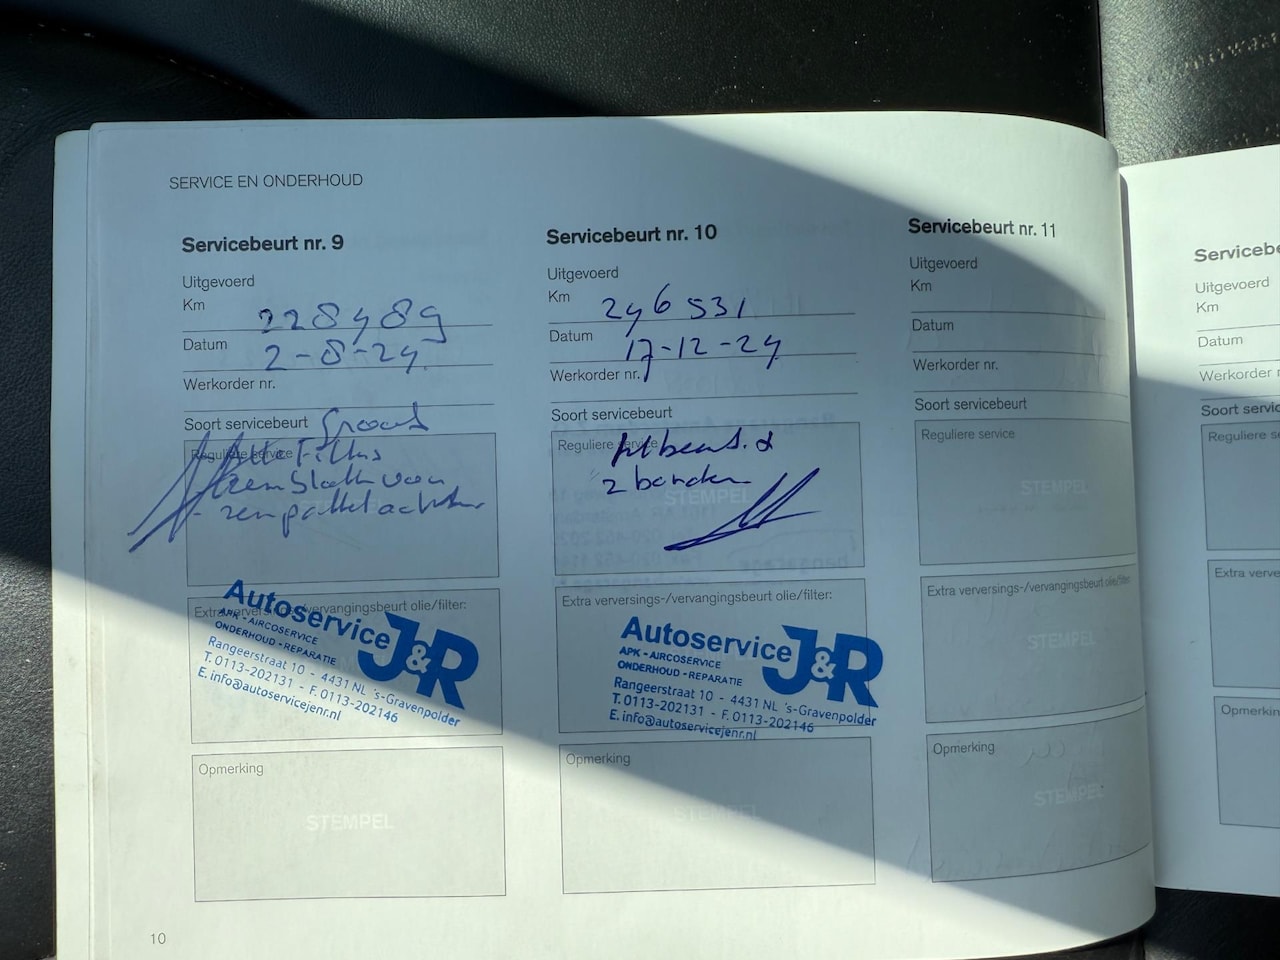 SERVICE EN ONDERHOUD
Servicebeurt nr. 9
Uitgevoerd
Km 228489
Datum 2-8-24
Werkorder nr.
Soort servicebeurt Groot
Reguliere service
Alle Filters
remblokken voor
remgattel achter
Extra verversings-/vervangingsbeurt olie/filter:
Autoservice J&R
APK - AIRCOSERVICE
ONDERHOUD - REPARATIE
Rangeerstraat 10 - 4431 NL 's-Gravenpolder
T. 0113-202131 - F. 0113-202146
E. info@autoservicejenr.nl
Opmerking
STEMPEL
Servicebeurt nr. 10
Uitgevoerd
Km 246531
Datum 17-12-24
Werkorder nr.
Soort servicebeurt
Reguliere service
2 banden
STEMPEL
Extra verversings-/vervangingsbeurt olie/filter:
Autoservice J&R
APK - AIRCOSERVICE
ONDERHOUD - REPARATIE
Rangeerstraat 10 - 4431 NL 's-Gravenpolder
T. 0113-202131 - F. 0113-202146
E. info@autoservicejenr.nl
Opmerking
STEMPEL
Servicebeurt nr. 11
Uitgevoerd
Km
Datum
Werkorder nr.
Soort servicebeurt
Reguliere service
STEMPEL
Extra verversings-/vervangingsbeurt olie/filter:
STEMPEL
Opmerking
STEMPEL
Servicebe
Uitgevoerd
Km
Datum
Werkorder n
Soort servic
Reguliere se
Extra verve
Opmerkin
10